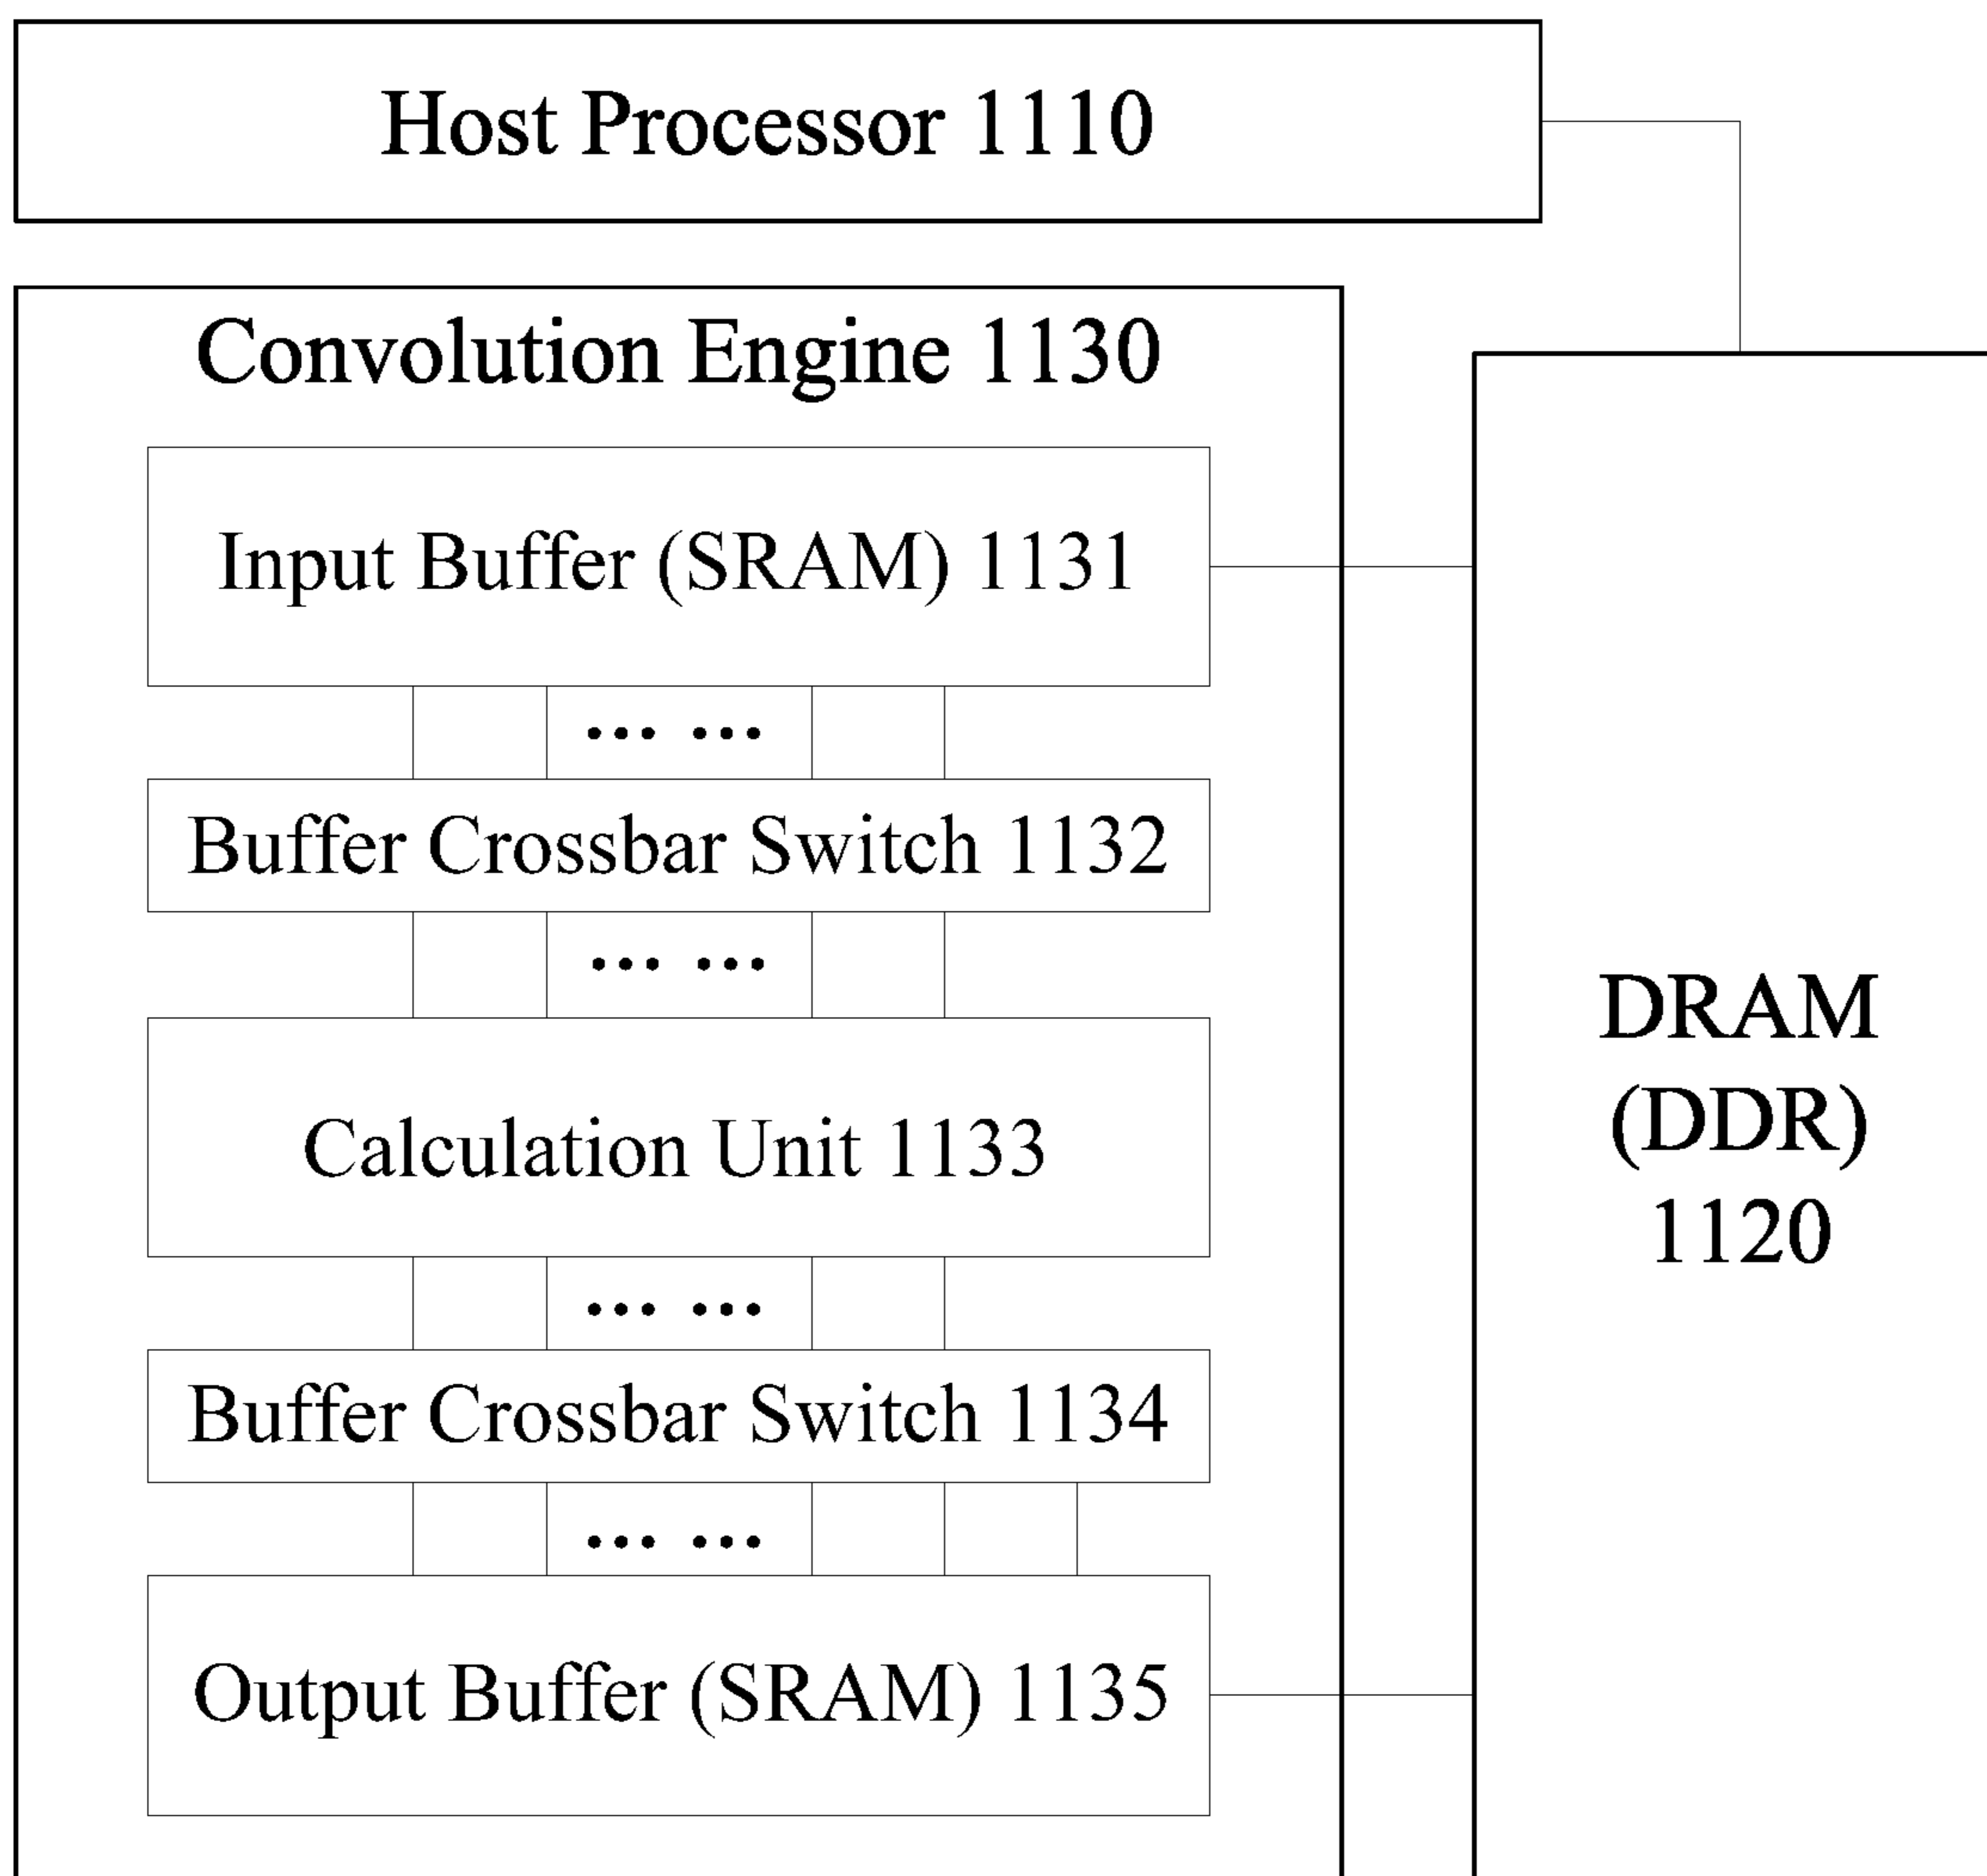 Host Processor 1110
Convolution Engine 1130
Input Buffer (SRAM) 1131
... ...
Buffer Crossbar Switch 1132
... ...
Calculation Unit 1133
... ...
Buffer Crossbar Switch 1134
... ...
Output Buffer (SRAM) 1135
DRAM
(DDR)
1120